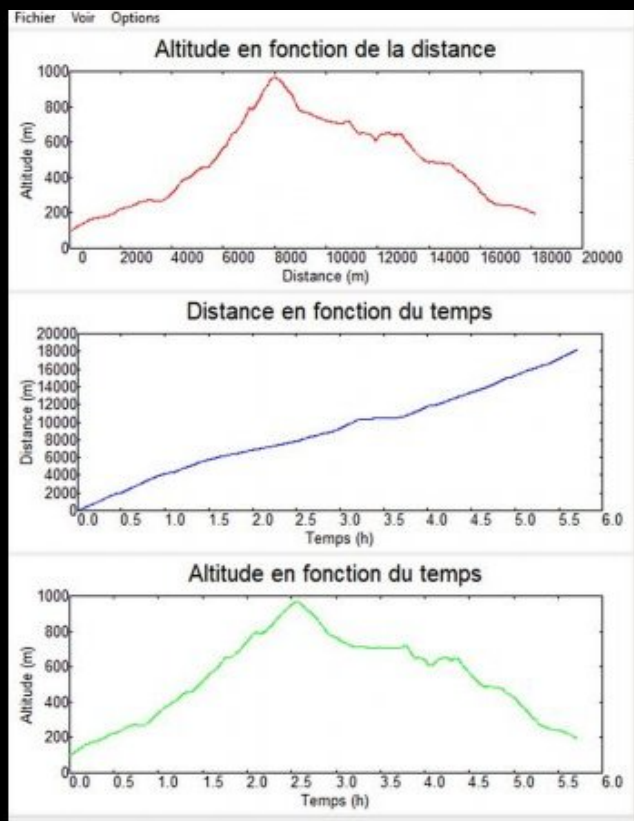 Fichier Voir Options
Altitude en fonction de la distance
1000
800
600
400
200
0
Altitude (m)
0 2000 4000 6000 8000 10000 12000 14000 16000 18000 20000
Distance (m)
Distance en fonction du temps
20000
18000
16000
14000
12000
10000
8000
6000
4000
2000
0
Distance (m)
0.0 0.5 1.0 1.5 2.0 2.5 3.0 3.5 4.0 4.5 5.0 5.5 6.0
Temps (h)
Altitude en fonction du temps
1000
800
600
400
200
0
Altitude (m)
0.0 0.5 1.0 1.5 2.0 2.5 3.0 3.5 4.0 4.5 5.0 5.5 6.0
Temps (h)